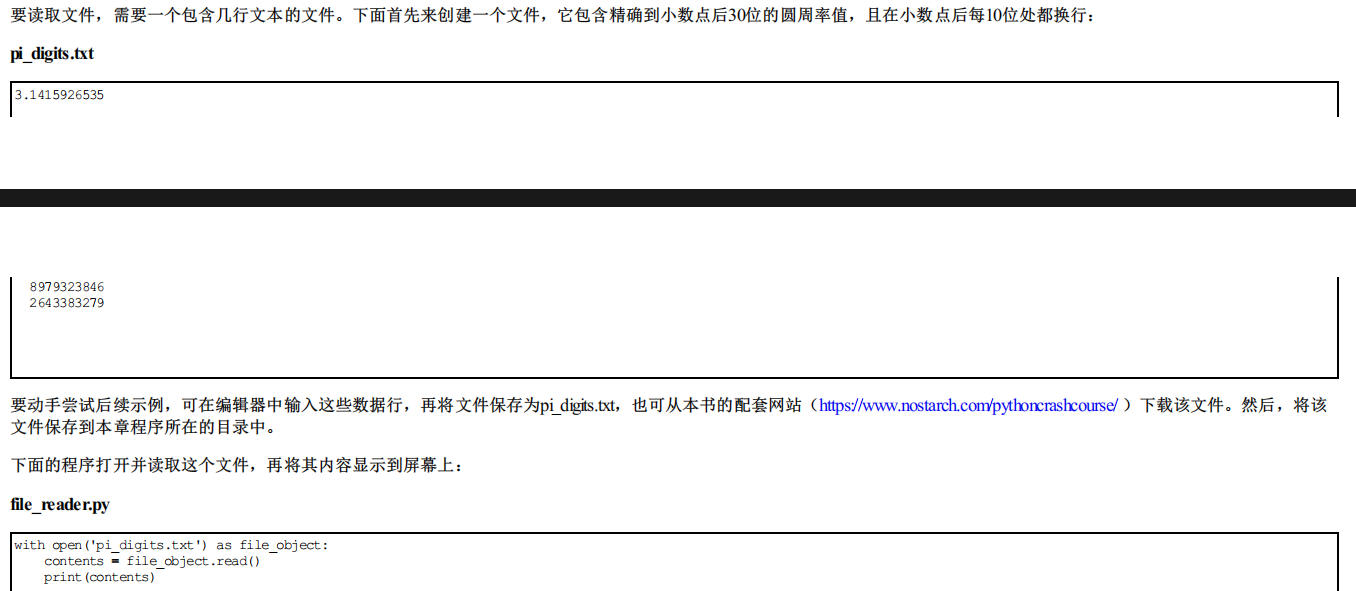 要读取文件，需要一个包含几行文本的文件。下面首先来创建一个文件，它包含精确到小数点后30位的圆周率值，且在小数点后每10位处都换行：
pi_digits.txt
3.1415926535
  8979323846
  2643383279
要动手尝试后续示例，可在编辑器中输入这些数据行，再将文件保存为pi_digits.txt，也可从本书的配套网站（https://www.nostarch.com/pythoncrashcourse/ ）下载该文件。然后，将该
文件保存到本章程序所在的目录中。
下面的程序打开并读取这个文件，再将其内容显示到屏幕上：
file_reader.py
with open('pi_digits.txt') as file_object:
    contents = file_object.read()
    print(contents)